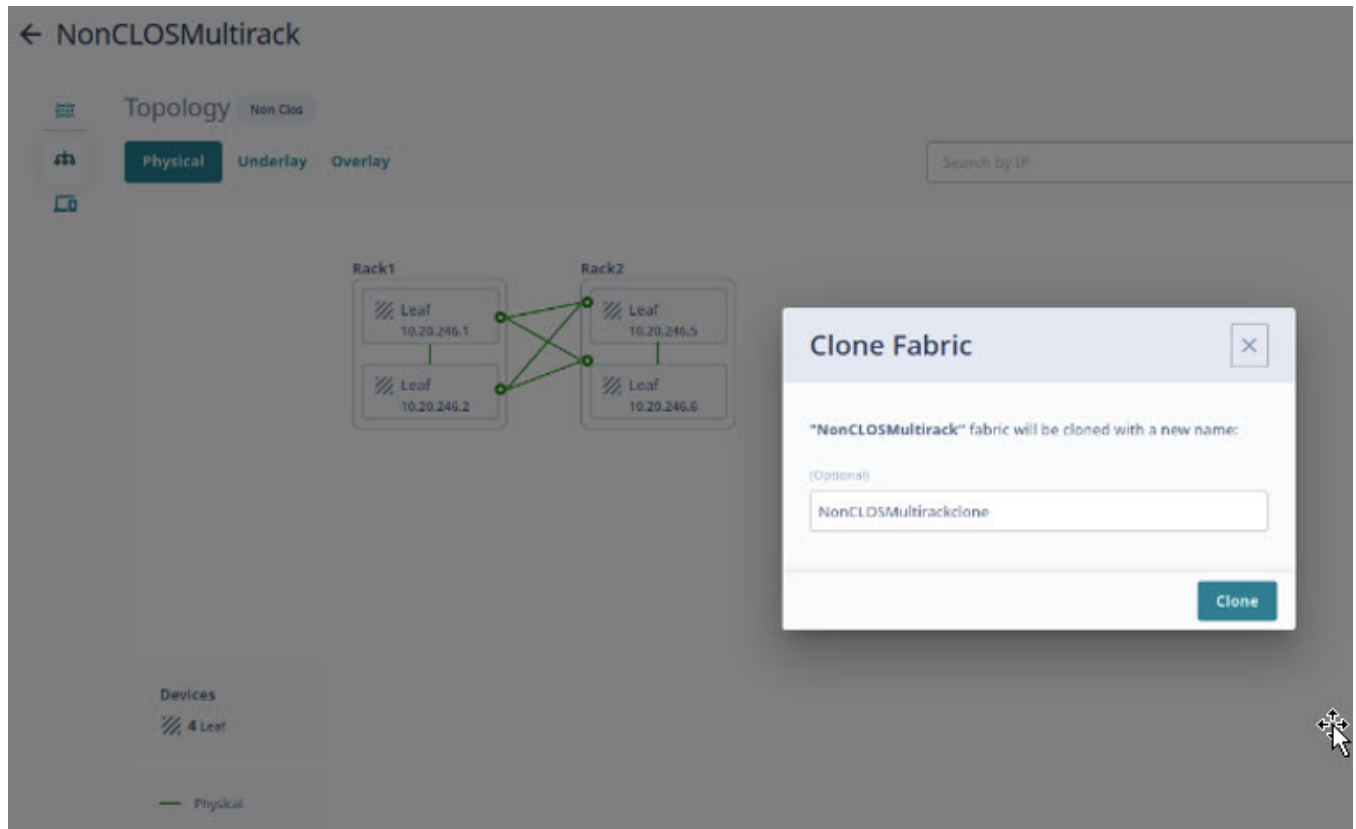 NonCLOSMultirack
Topology Non Clos
Physical Underlay Overlay
Search by IP
Rack1
Leaf
10.20.246.1
Leaf
10.20.246.2
Rack2
Leaf
10.20.246.5
Leaf
10.20.246.6
Clone Fabric
"NonCLOSMultirack" fabric will be cloned with a new name:
(Optional)
NonCLOSMultirackclone
Clone
Devices
4 Leaf
Physical